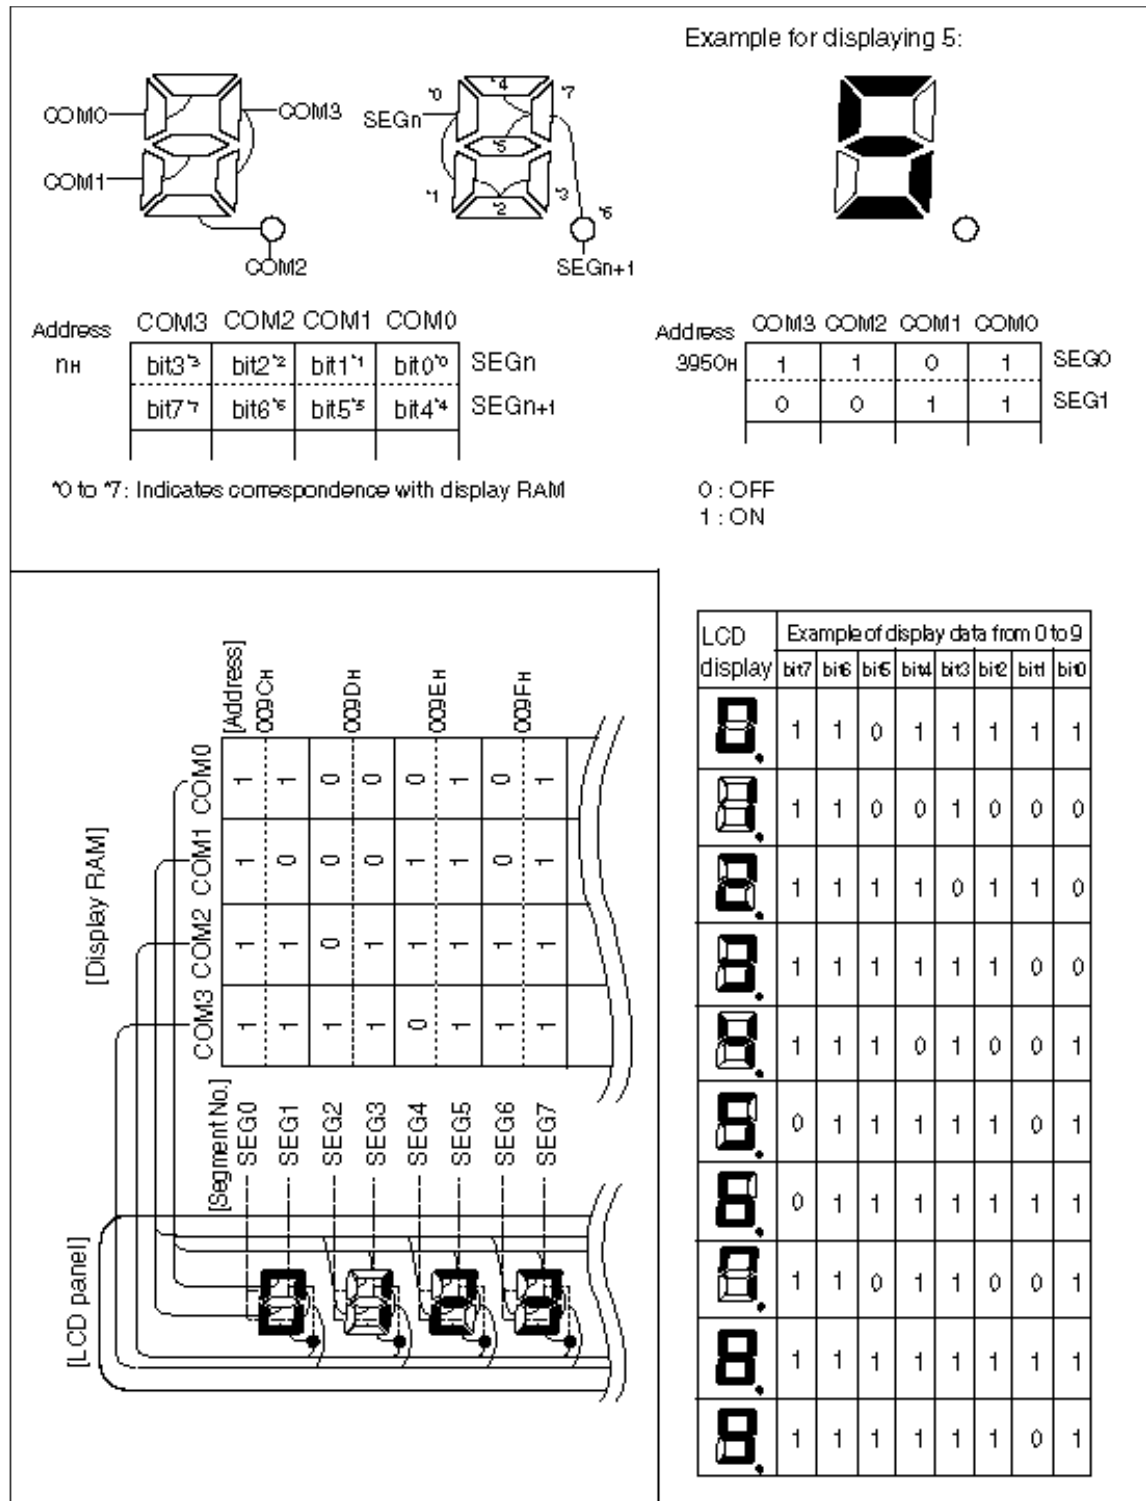 Example for displaying 5:
COM0
COM3
COM1
COM2
*0
*4
*7
SEGn
*5
*1
*3
*2
*6
SEGn+1
Address COM3 COM2 COM1 COM0
nH bit3*3 bit2*2 bit1*1 bit0*0 SEGn
bit7*7 bit6*6 bit5*5 bit4*4 SEGn+1
*0 to *7 : Indicates correspondence with display RAM
Address COM3 COM2 COM1 COM0
3950H 1 1 0 1 SEG0
0 0 1 1 SEG1
0 : OFF
1 : ON
[Display RAM]
[Address] 009CH 009DH 009EH 009FH
COM0 1 1 0 0 0 1 0 1
COM1 1 0 0 0 1 1 0 1
COM2 1 1 0 1 1 1 1 1
COM3 1 1 1 1 0 1 1 1
[Segment No.]
SEG0 SEG1 SEG2 SEG3 SEG4 SEG5 SEG6 SEG7
[LCD panel]
LCD display Example of display data from 0 to 9
bit7 bit6 bit5 bit4 bit3 bit2 bit1 bit0
0. 1 1 0 1 1 1 1 1
1. 1 1 0 0 1 0 0 0
2. 1 1 1 1 0 1 1 0
3. 1 1 1 1 1 1 0 0
4. 1 1 1 0 1 0 0 1
5. 0 1 1 1 1 1 0 1
6. 0 1 1 1 1 1 1 1
7. 1 1 0 1 1 0 0 1
8. 1 1 1 1 1 1 1 1
9. 1 1 1 1 1 1 0 1